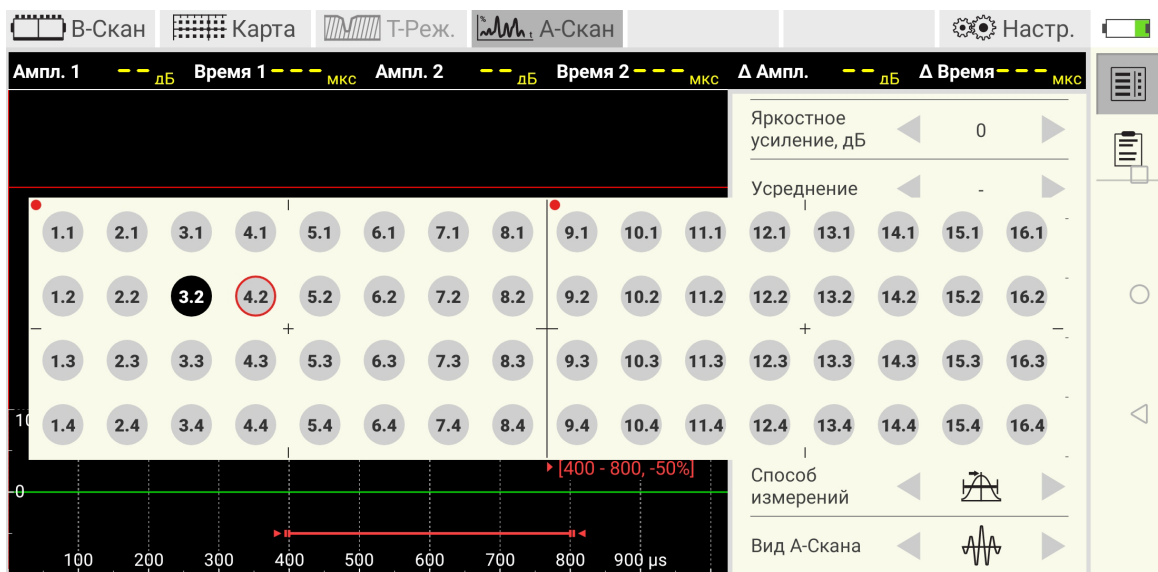 В-Скан Карта Т-Реж. А-Скан Настр.
Ампл. 1 −− дБ Время 1 −−− мкс Ампл. 2 −− дБ Время 2 −−− мкс Δ Ампл. −− дБ Δ Время −−− мкс
Яркостное
усиление, дБ 0
Усреднение -
1.1 2.1 3.1 4.1 5.1 6.1 7.1 8.1 9.1 10.1 11.1 12.1 13.1 14.1 15.1 16.1
1.2 2.2 3.2 4.2 5.2 6.2 7.2 8.2 9.2 10.2 11.2 12.2 13.2 14.2 15.2 16.2
1.3 2.3 3.3 4.3 5.3 6.3 7.3 8.3 9.3 10.3 11.3 12.3 13.3 14.3 15.3 16.3
1.4 2.4 3.4 4.4 5.4 6.4 7.4 8.4 9.4 10.4 11.4 12.4 13.4 14.4 15.4 16.4
[400 - 800, -50%]
Способ
измерений
0
Вид А-Скана
100 200 300 400 500 600 700 800 900 µs